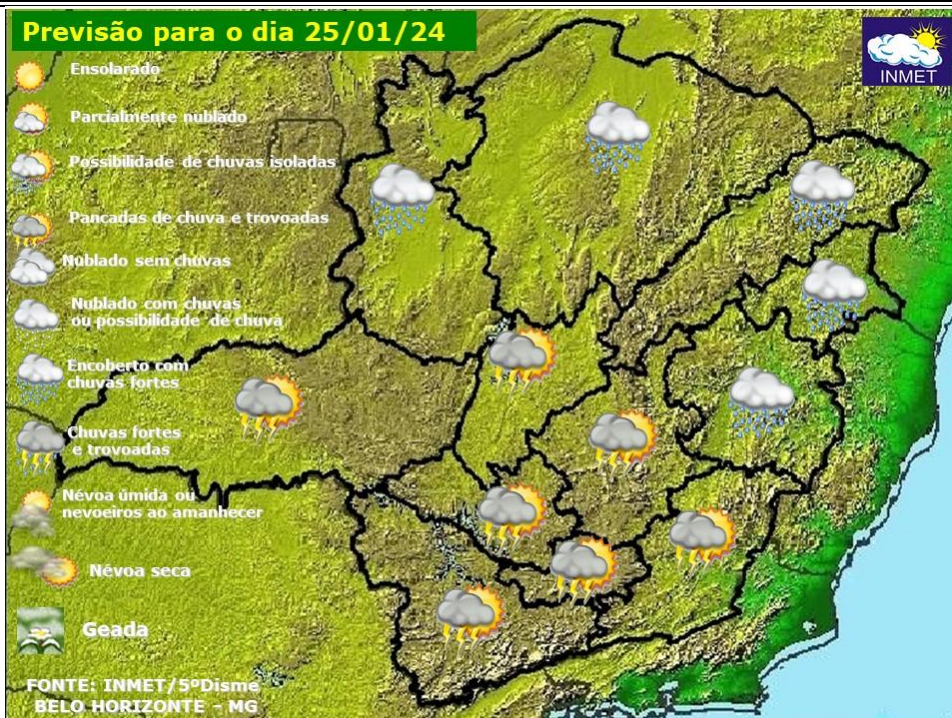 Previsão para o dia 25/01/24
INMET
Ensolarado
Parcialmente nublado
Possibilidade de chuvas isoladas
Pancadas de chuva e trovoadas
Nublado sem chuvas
Nublado com chuvas
ou possibilidade de chuva
Encoberto com
chuvas fortes
Chuvas fortes
e trovoadas
Névoa úmida ou
nevoeiros ao amanhecer
Névoa seca
Geada
FONTE: INMET/5ºDisme
BELO HORIZONTE - MG